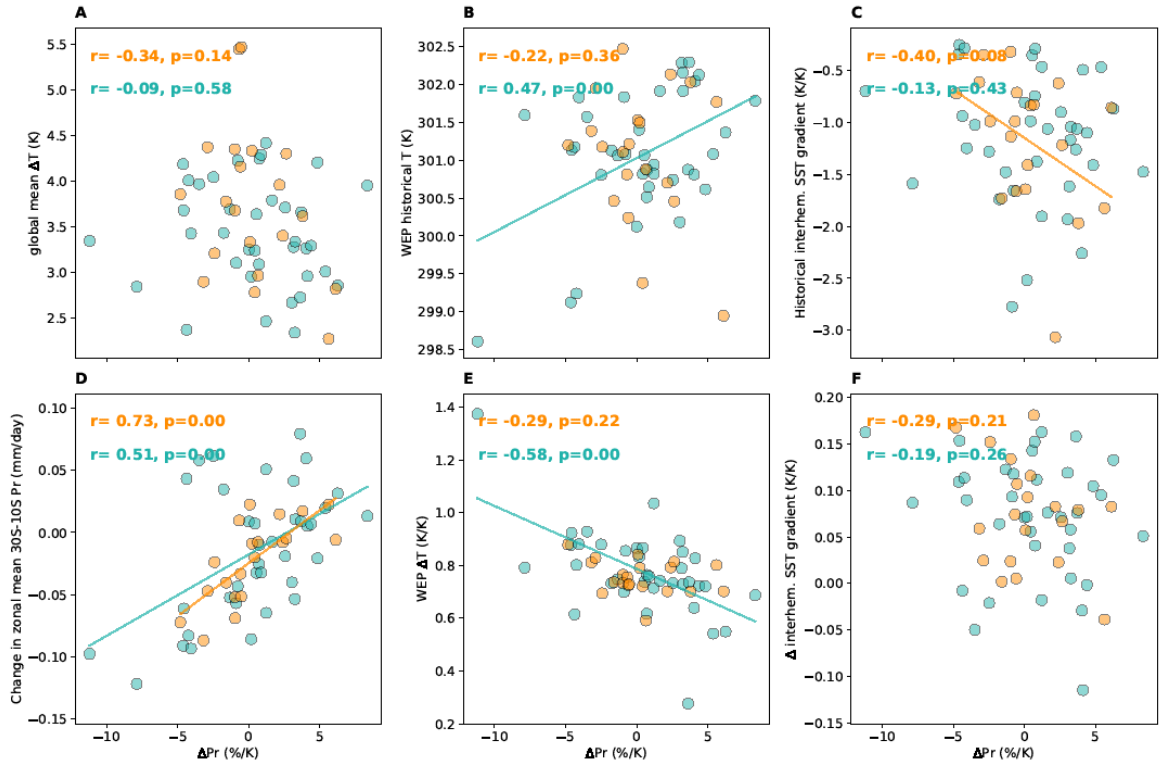 A
global mean ΔT (K)
5.5
5.0
4.5
4.0
3.5
3.0
2.5
r= -0.34, p=0.14
r= -0.09, p=0.58
B
WEP historical T (K)
302.5
302.0
301.5
301.0
300.5
300.0
299.5
299.0
298.5
r= -0.22, p=0.36
r= 0.47, p=0.00
C
Historical interhem. SST gradient (K/K)
−0.5
−1.0
−1.5
−2.0
−2.5
−3.0
r= -0.40, p=0.08
r= -0.13, p=0.43
D
Change in zonal mean 30S-10S Pr (mm/day)
0.10
0.05
0.00
−0.05
−0.10
−0.15
r= 0.73, p=0.00
r= 0.51, p=0.00
−10 −5 0 5
ΔPr (%/K)
E
WEP ΔT (K/K)
1.4
1.2
1.0
0.8
0.6
0.4
0.2
r= -0.29, p=0.22
r= -0.58, p=0.00
−10 −5 0 5
ΔPr (%/K)
F
Δ interhem. SST gradient (K/K)
0.20
0.15
0.10
0.05
0.00
−0.05
−0.10
−0.15
r= -0.29, p=0.21
r= -0.19, p=0.26
−10 −5 0 5
ΔPr (%/K)